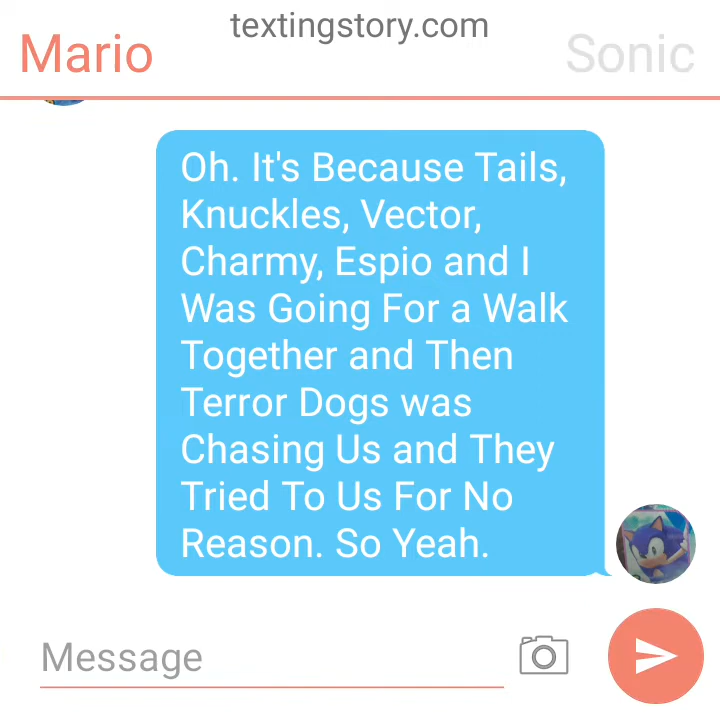 textingstory.com
Mario
Sonic
Oh. It's Because Tails,
Knuckles, Vector,
Charmy, Espio and I
Was Going For a Walk
Together and Then
Terror Dogs was
Chasing Us and They
Tried To Us For No
Reason. So Yeah.
Message